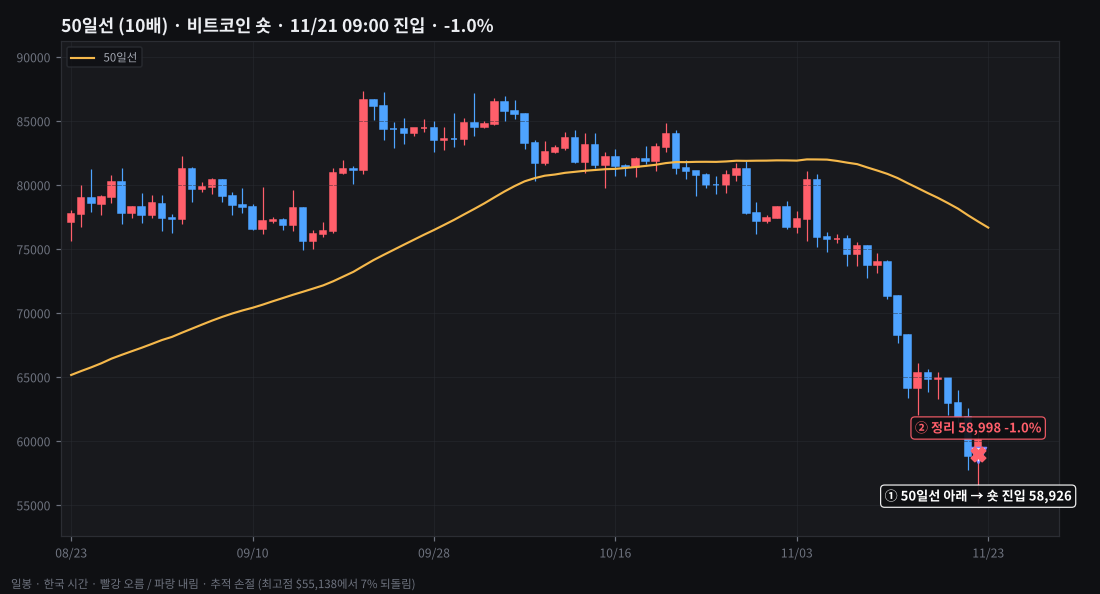 50일선 (10배) · 비트코인 숏 · 11/21 09:00 진입 · -1.0%
50일선
90000
85000
80000
75000
70000
65000
60000
55000
② 정리 58,998 -1.0%
① 50일선 아래 → 숏 진입 58,926
08/23 09/10 09/28 10/16 11/03 11/23
일봉 · 한국 시간 · 빨강 오름 / 파랑 내림 · 추적 손절 (최고점 $55,138에서 7% 되돌림)